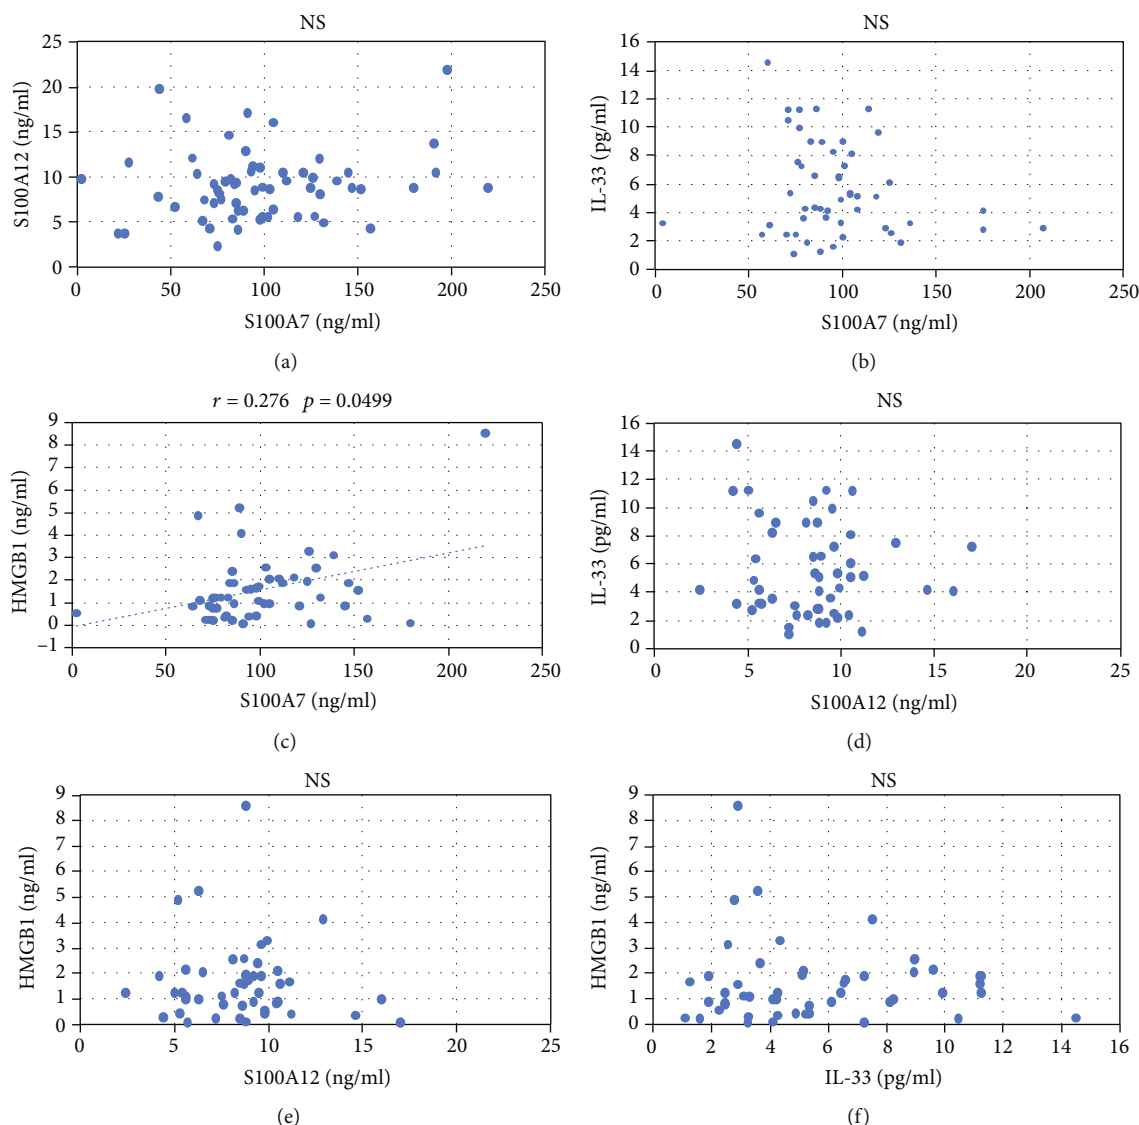 NS
25
20
15
10
5
0
0 50 100 150 200 250
S100A12 (ng/ml)
S100A7 (ng/ml)
(a)
NS
16
14
12
10
8
6
4
2
0
0 50 100 150 200 250
IL-33 (pg/ml)
S100A7 (ng/ml)
(b)
r = 0.276 p = 0.0499
9
8
7
6
5
4
3
2
1
0
−1
0 50 100 150 200 250
HMGB1 (ng/ml)
S100A7 (ng/ml)
(c)
NS
16
14
12
10
8
6
4
2
0
0 5 10 15 20 25
IL-33 (pg/ml)
S100A12 (ng/ml)
(d)
NS
9
8
7
6
5
4
3
2
1
0
0 5 10 15 20 25
HMGB1 (ng/ml)
S100A12 (ng/ml)
(e)
NS
9
8
7
6
5
4
3
2
1
0
0 2 4 6 8 10 12 14 16
HMGB1 (ng/ml)
IL-33 (pg/ml)
(f)